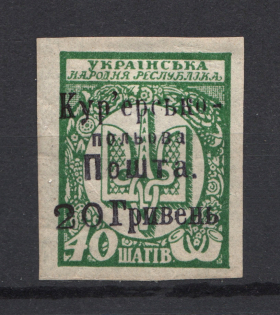 УКРАЇНСЬКА
НАРОДНЯ РЕСПУБЛІКА
Кур'єрсько-
польова
Пошта.
20 Гривень
40 ШАГІВ